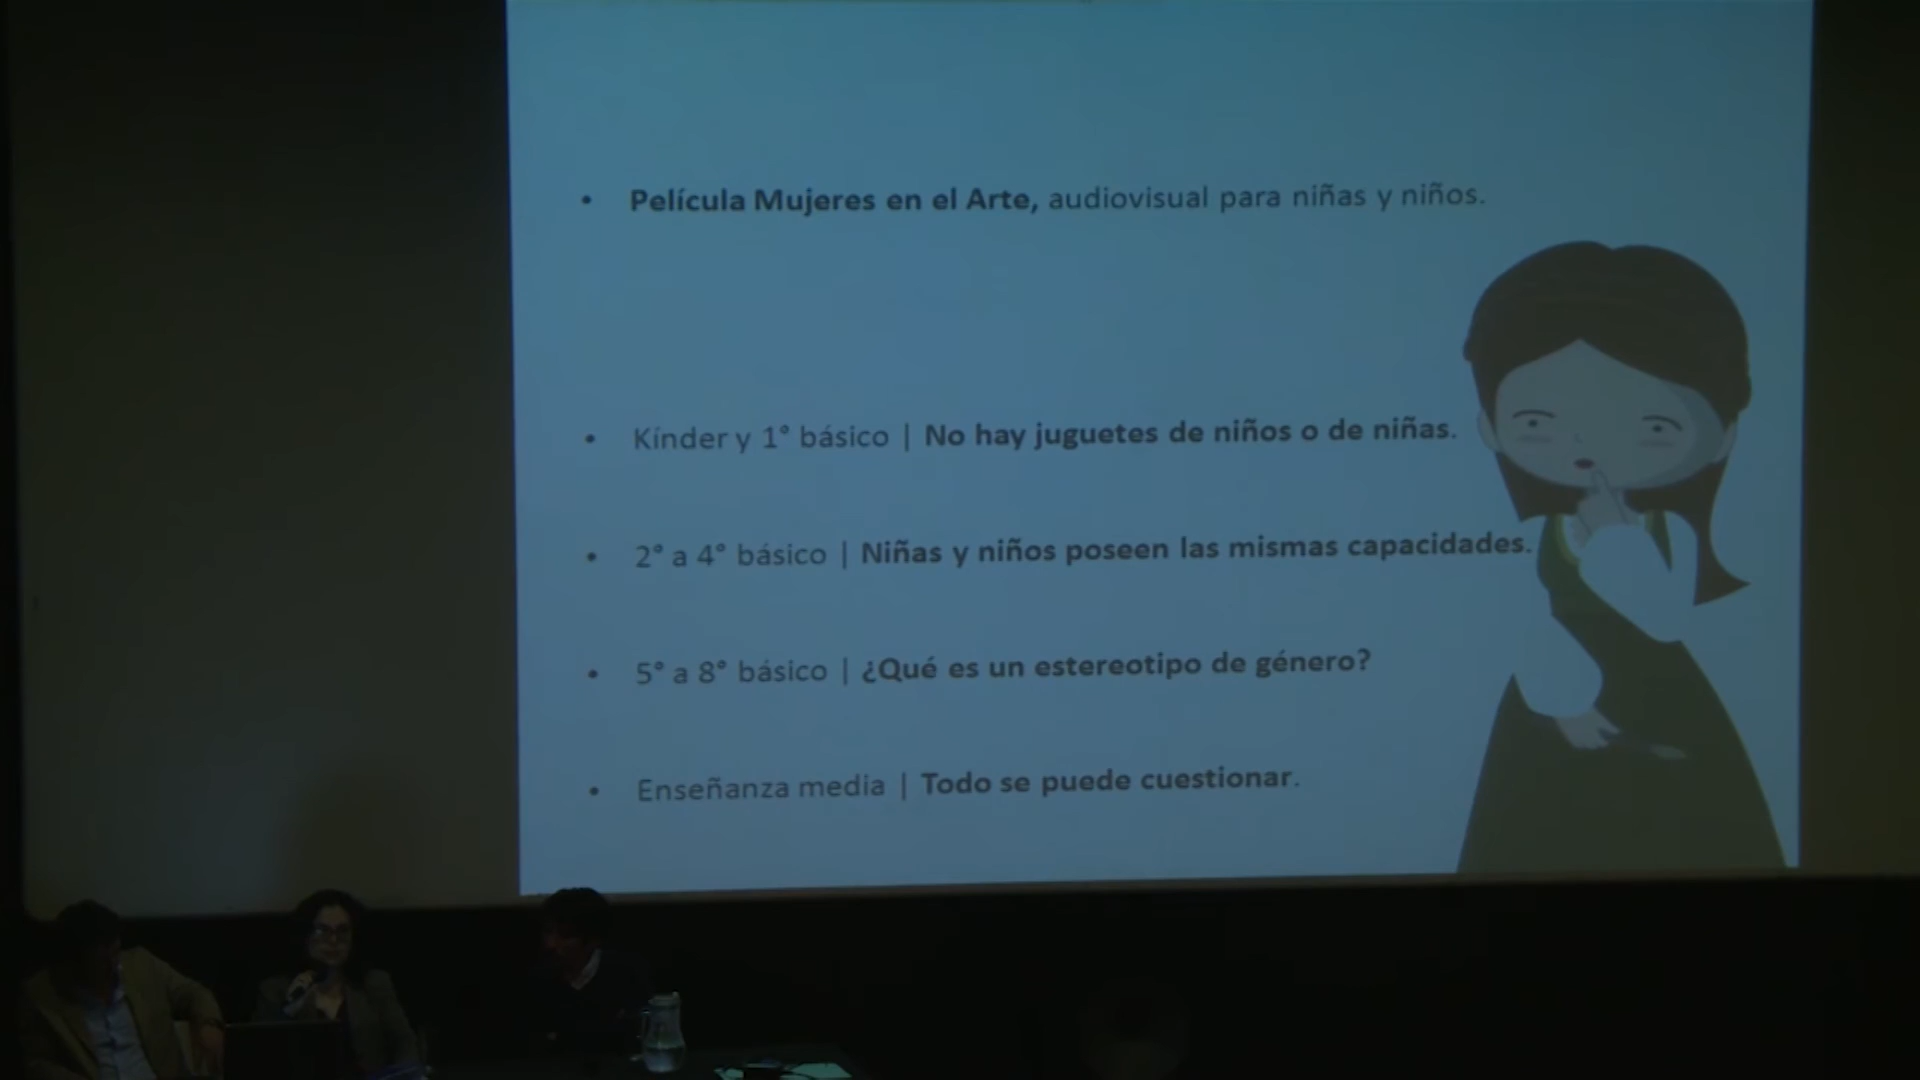 • Película Mujeres en el Arte, audiovisual para niñas y niños.
• Kínder y 1° básico | No hay juguetes de niños o de niñas.
• 2° a 4° básico | Niñas y niños poseen las mismas capacidades.
• 5° a 8° básico | ¿Qué es un estereotipo de género?
• Enseñanza media | Todo se puede cuestionar.